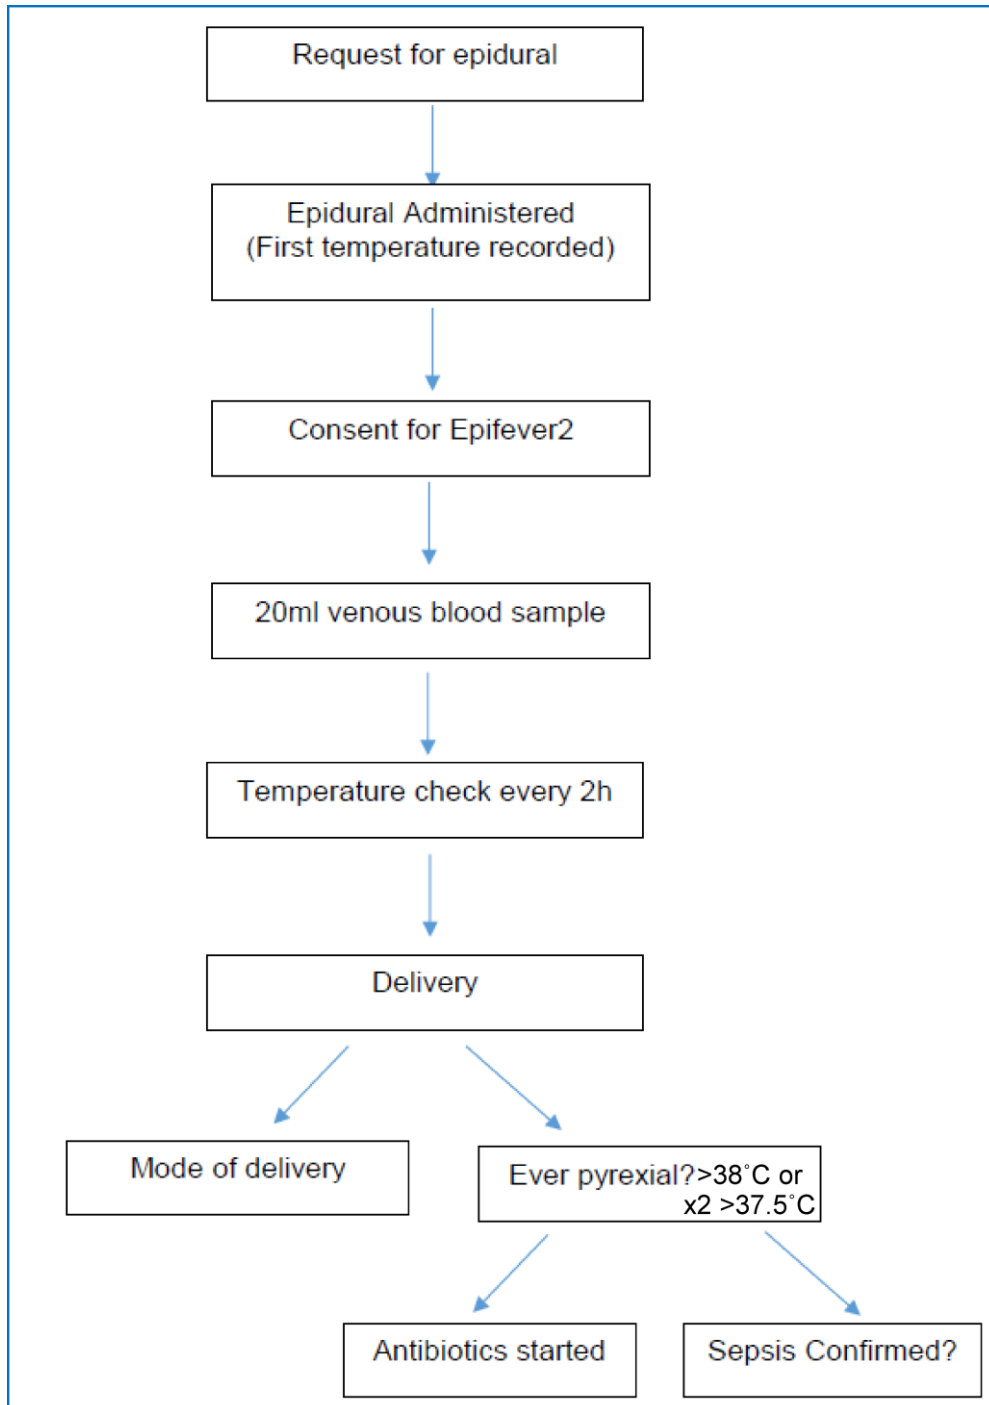 Request for epidural
Epidural Administered
(First temperature recorded)
Consent for Epifever2
20ml venous blood sample
Temperature check every 2h
Delivery
Mode of delivery
Ever pyrexial?>38˚C or
x2 >37.5˚C
Antibiotics started
Sepsis Confirmed?